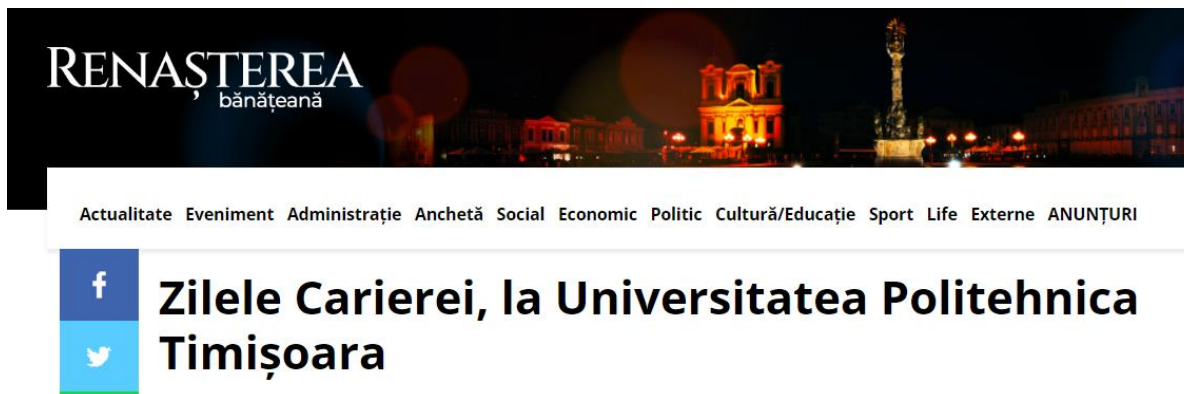 RENAȘTEREA
bănățeană
Actualitate Eveniment Administrație Anchetă Social Economic Politic Cultură/Educație Sport Life Externe ANUNȚURI
Zilele Carierei, la Universitatea Politehnica
Timișoara